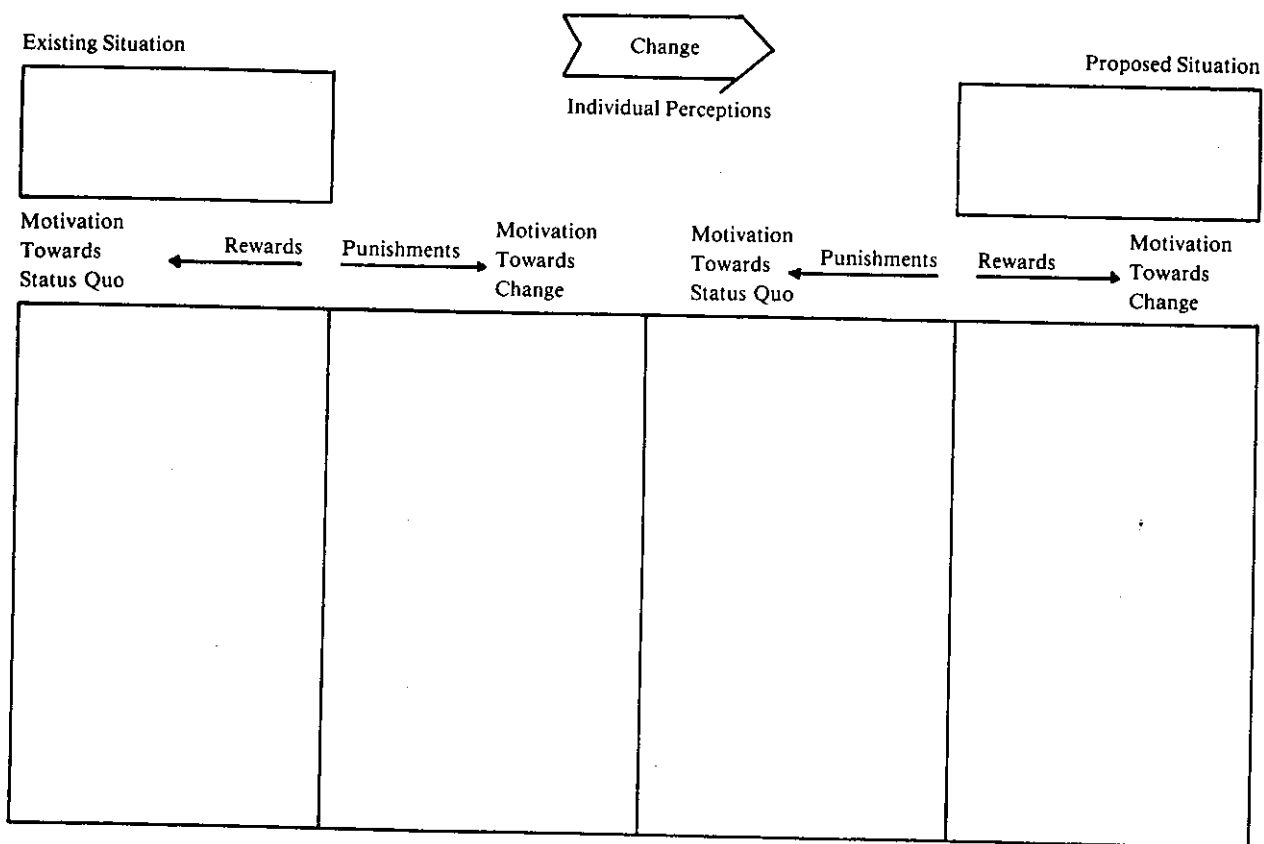 Existing Situation
Change
Proposed Situation
Individual Perceptions
Motivation
Towards
Status Quo
Rewards
Punishments
Motivation
Towards
Change
Motivation
Towards
Status Quo
Punishments
Rewards
Motivation
Towards
Change